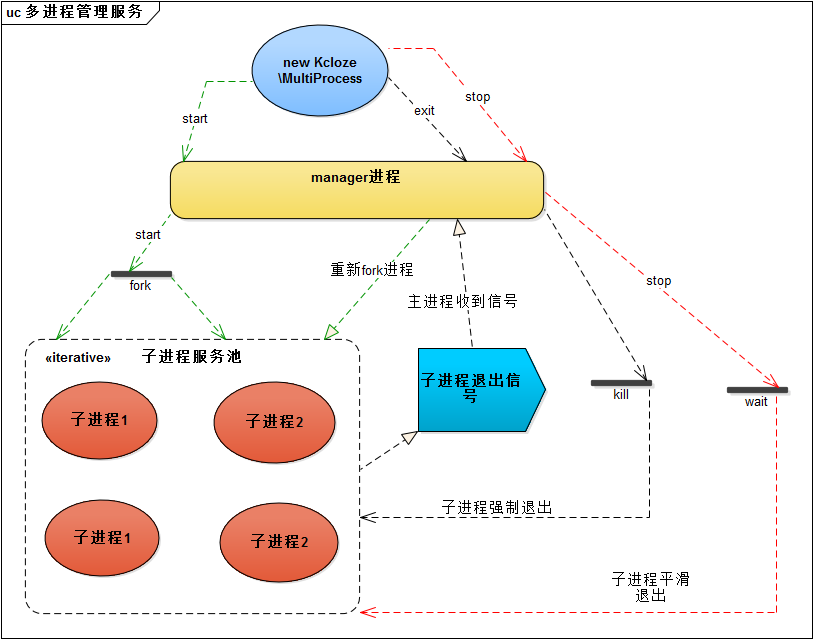 uc 多进程管理服务
new Kcloze
\MultiProcess
start
exit
stop
manager进程
start
fork
重新fork进程
主进程收到信号
stop
«iterative»
子进程服务池
子进程退出信
号
kill
wait
子进程1
子进程2
子进程强制退出
子进程1
子进程2
子进程平滑
退出